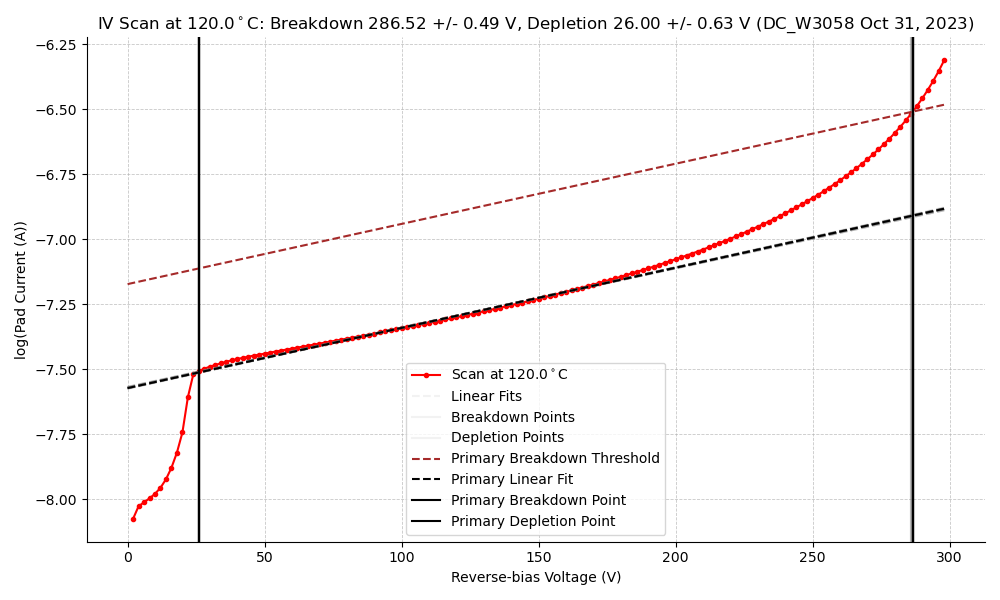 IV Scan at 120.0°C: Breakdown 286.52 +/- 0.49 V, Depletion 26.00 +/- 0.63 V (DC_W3058 Oct 31, 2023)
log(Pad Current (A))
−6.25
−6.50
−6.75
−7.00
−7.25
−7.50
−7.75
−8.00
Scan at 120.0°C
Linear Fits
Breakdown Points
Depletion Points
Primary Breakdown Threshold
Primary Linear Fit
Primary Breakdown Point
Primary Depletion Point
0 50 100 150 200 250 300
Reverse-bias Voltage (V)